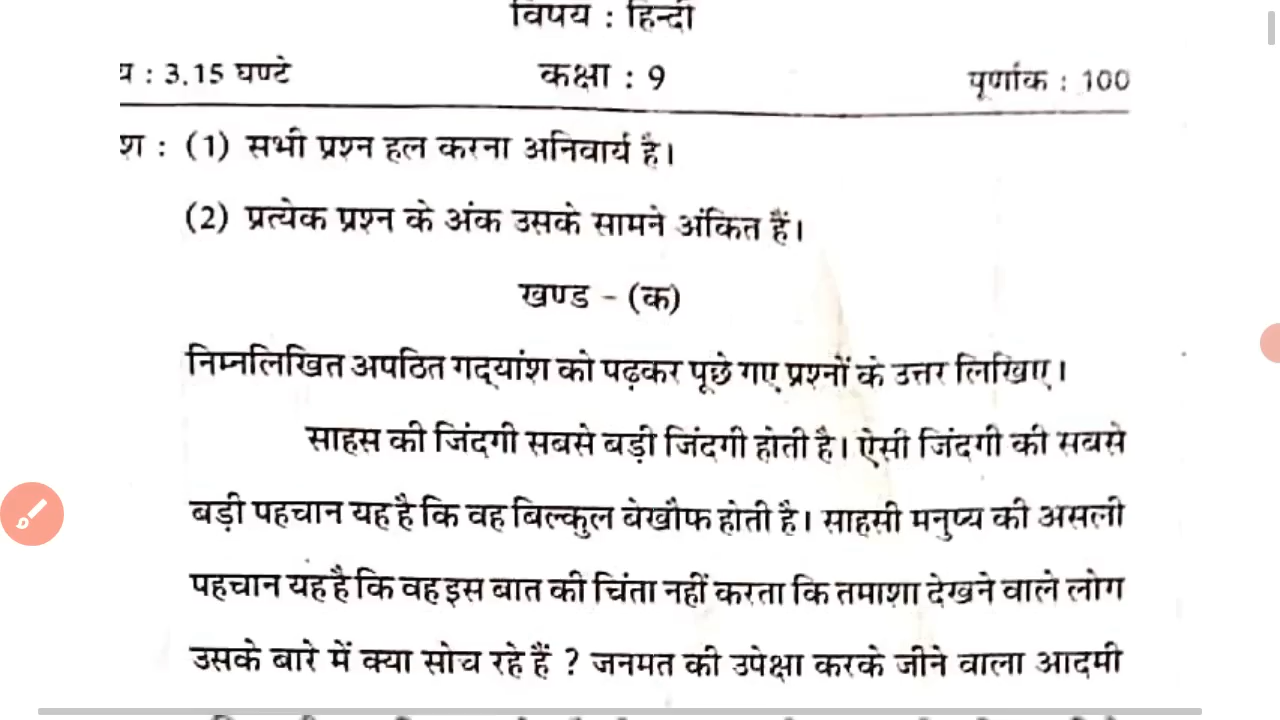 विषय : हिन्दी
य : 3.15 घण्टे कक्षा : 9 पूर्णांक : 100
श : (1) सभी प्रश्न हल करना अनिवार्य है।
(2) प्रत्येक प्रश्न के अंक उसके सामने अंकित हैं।
खण्ड - (क)
निम्नलिखित अपठित गद्यांश को पढ़कर पूछे गए प्रश्नों के उत्तर लिखिए।
साहस की जिंदगी सबसे बड़ी जिंदगी होती है। ऐसी जिंदगी की सबसे
बड़ी पहचान यह है कि वह बिल्कुल बेखौफ होती है। साहसी मनुष्य की असली
पहचान यह है कि वह इस बात की चिंता नहीं करता कि तमाशा देखने वाले लोग
उसके बारे में क्या सोच रहे हैं ? जनमत की उपेक्षा करके जीने वाला आदमी